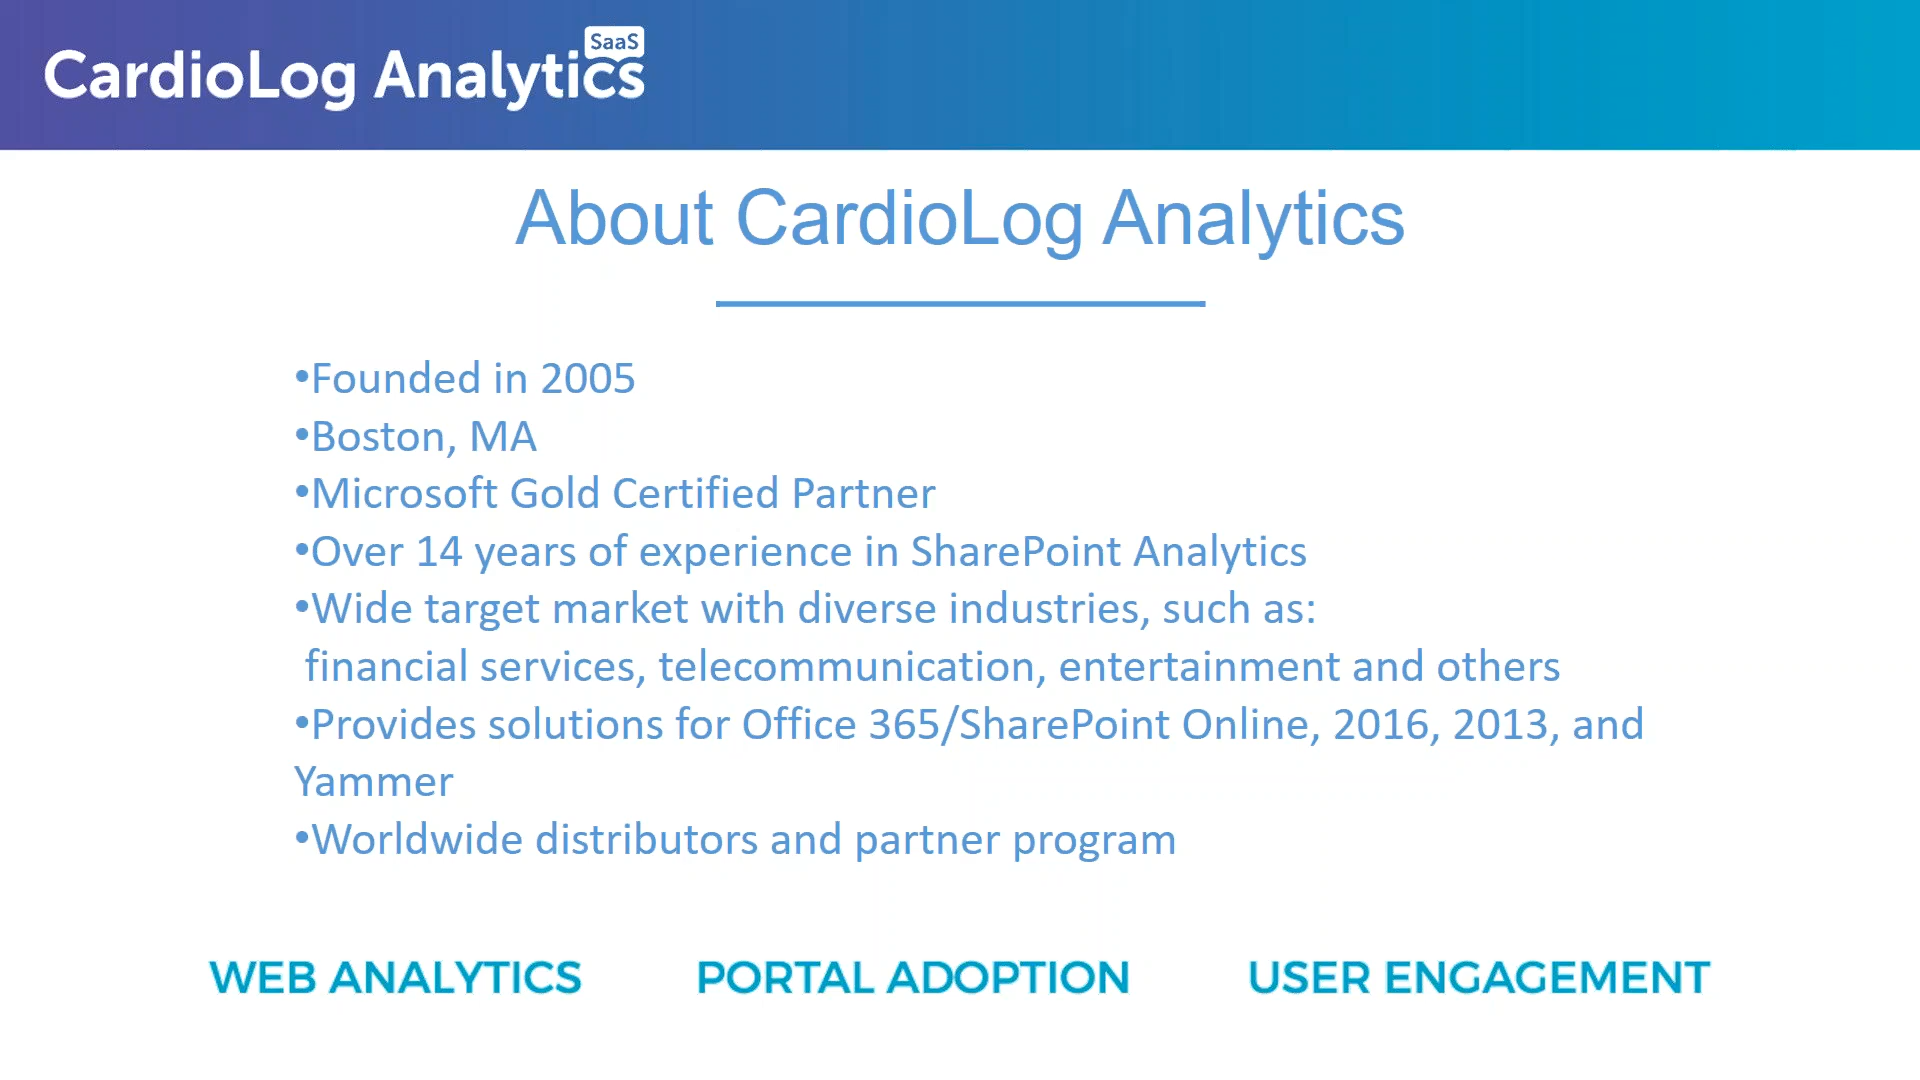 SaaS
CardioLog Analytics
About CardioLog Analytics
•Founded in 2005
•Boston, MA
•Microsoft Gold Certified Partner
•Over 14 years of experience in SharePoint Analytics
•Wide target market with diverse industries, such as:
financial services, telecommunication, entertainment and others
•Provides solutions for Office 365/SharePoint Online, 2016, 2013, and
Yammer
•Worldwide distributors and partner program
WEB ANALYTICS PORTAL ADOPTION USER ENGAGEMENT